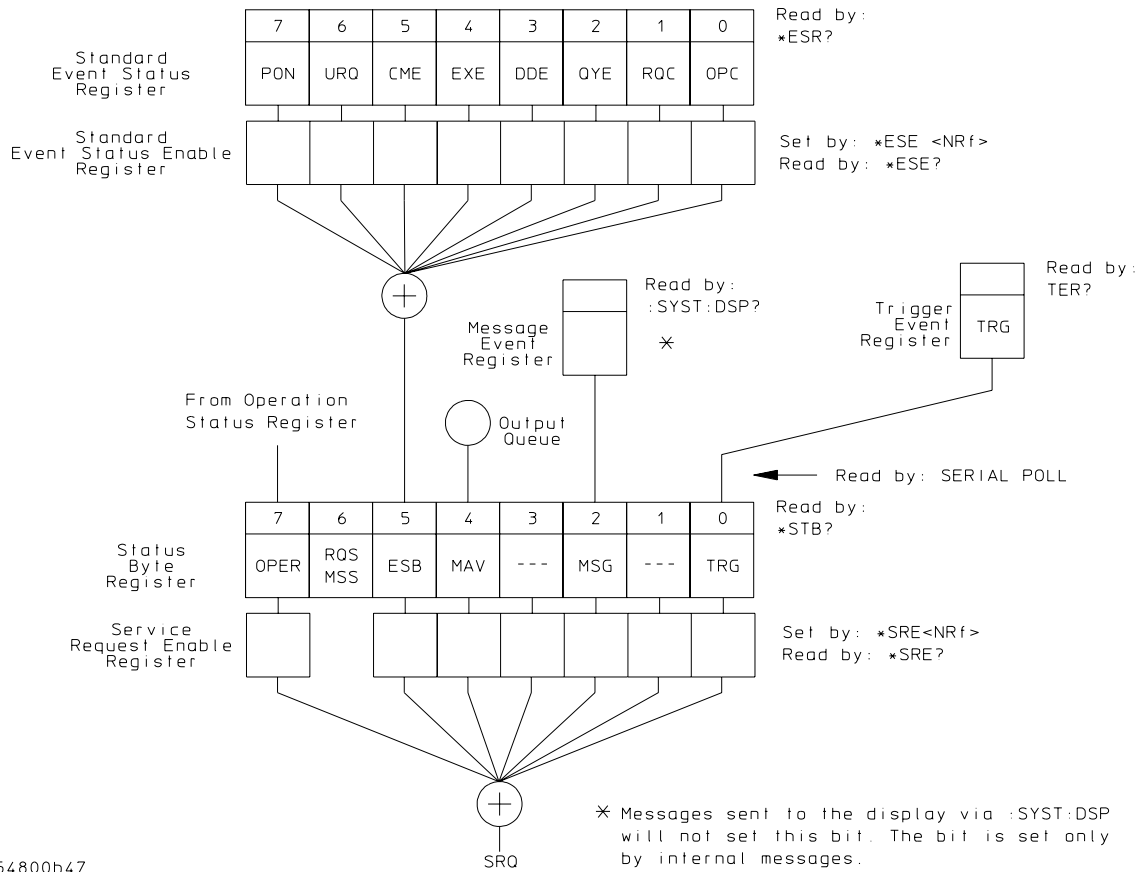 7 6 5 4 3 2 1 0
Read by:
*ESR?
Standard
Event Status
Register
PON URQ CME EXE DDE QYE RQC OPC
Standard
Event Status Enable
Register
Set by: *ESE <NRf>
Read by: *ESE?
+
Read by:
:SYST:DSP?
Message
Event
Register
*
Read by:
TER?
Trigger
Event
Register
TRG
From Operation
Status Register
Output
Queue
Read by: SERIAL POLL
7 6 5 4 3 2 1 0
Read by:
*STB?
Status
Byte
Register
OPER RQS MSS ESB MAV --- MSG --- TRG
Service
Request Enable
Register
Set by: *SRE<NRf>
Read by: *SRE?
+
SRQ
* Messages sent to the display via :SYST:DSP
will not set this bit. The bit is set only
by internal messages.
54800b47